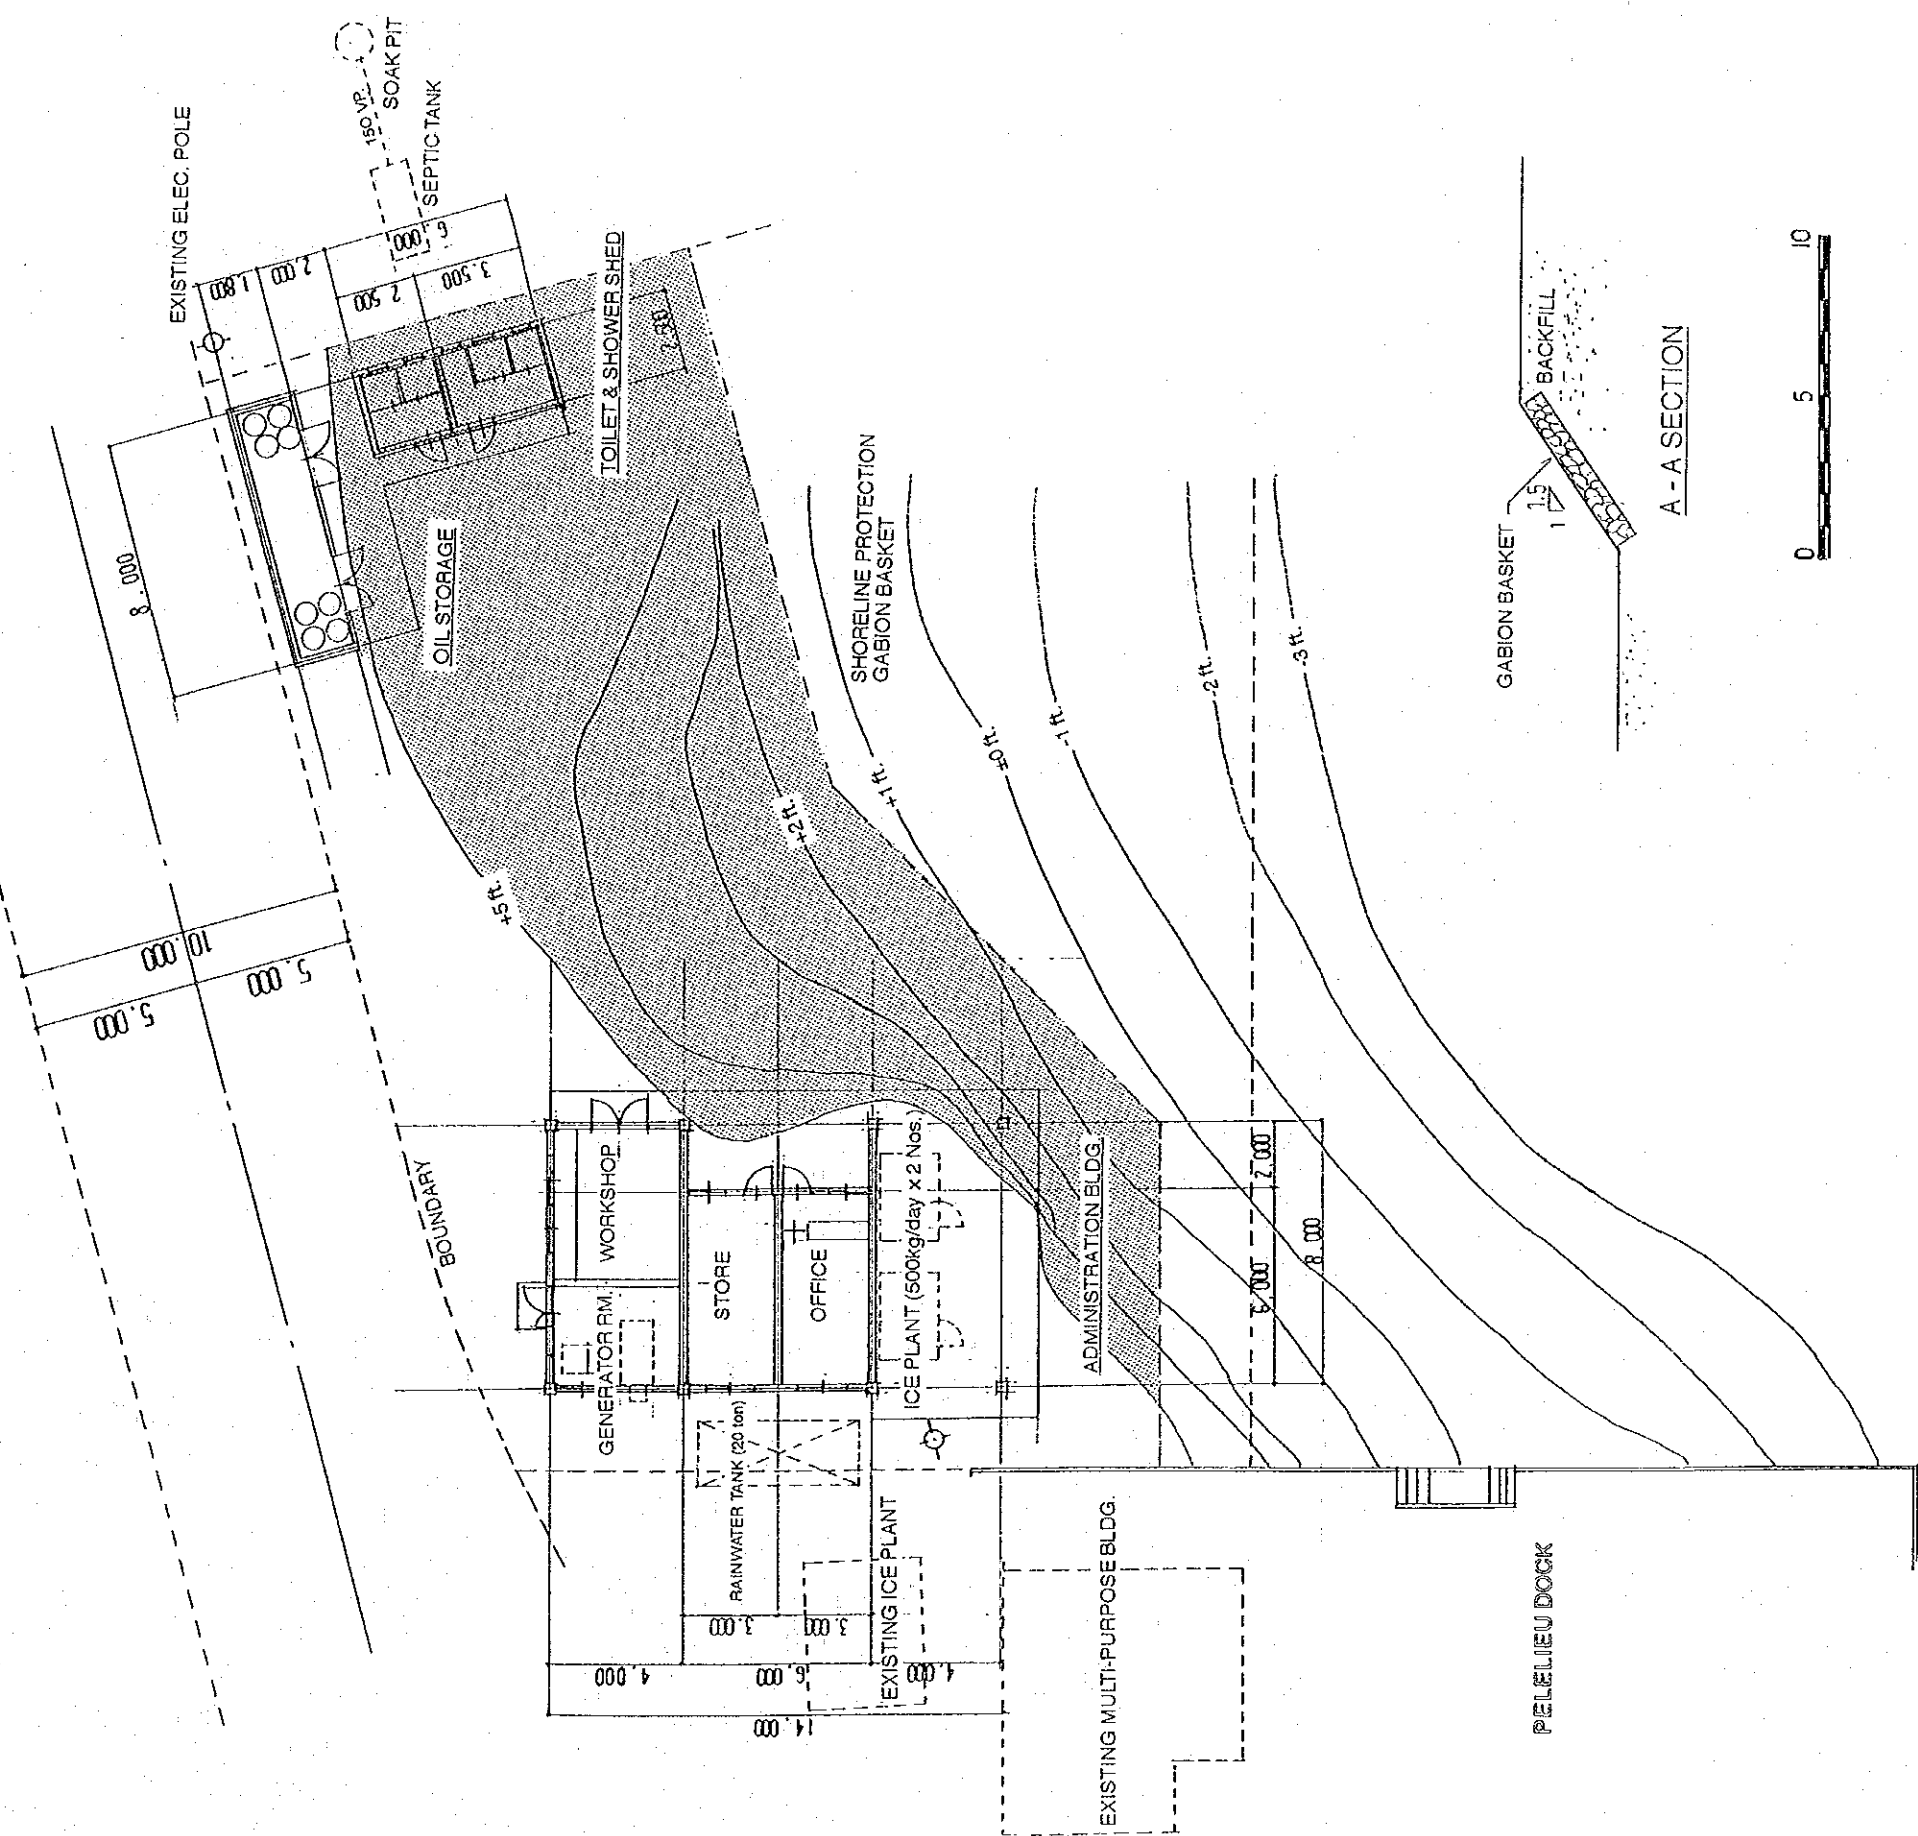 EXISTING ELEC. POLE
150 VP.
SOAKPIT
SEPTIC TANK
1.800
2.000
6.000
2.500
3.500
8.000
TOILET & SHOWER SHED
OIL STORAGE
10.000
5.000
5.000
+5 ft.
+2 ft.
+1 ft.
±0 ft.
-1 ft.
-2 ft.
-3 ft.
SHORELINE PROTECTION
GABION BASKET
BOUNDARY
WORKSHOP
GENERATOR RM.
STORE
OFFICE
ICE PLANT (500kg/day x 2 Nos.)
ADMINISTRATION BLDG.
RAINWATER TANK (20 ton)
2.000
6.000
8.000
3.000
3.000
4.000
6.000
4.000
14.000
EXISTING ICE PLANT
EXISTING MULTI-PURPOSE BLDG.
PELELIEU DOCK
GABION BASKET
1.5
1
BACKFILL
A - A SECTION
0
5
10